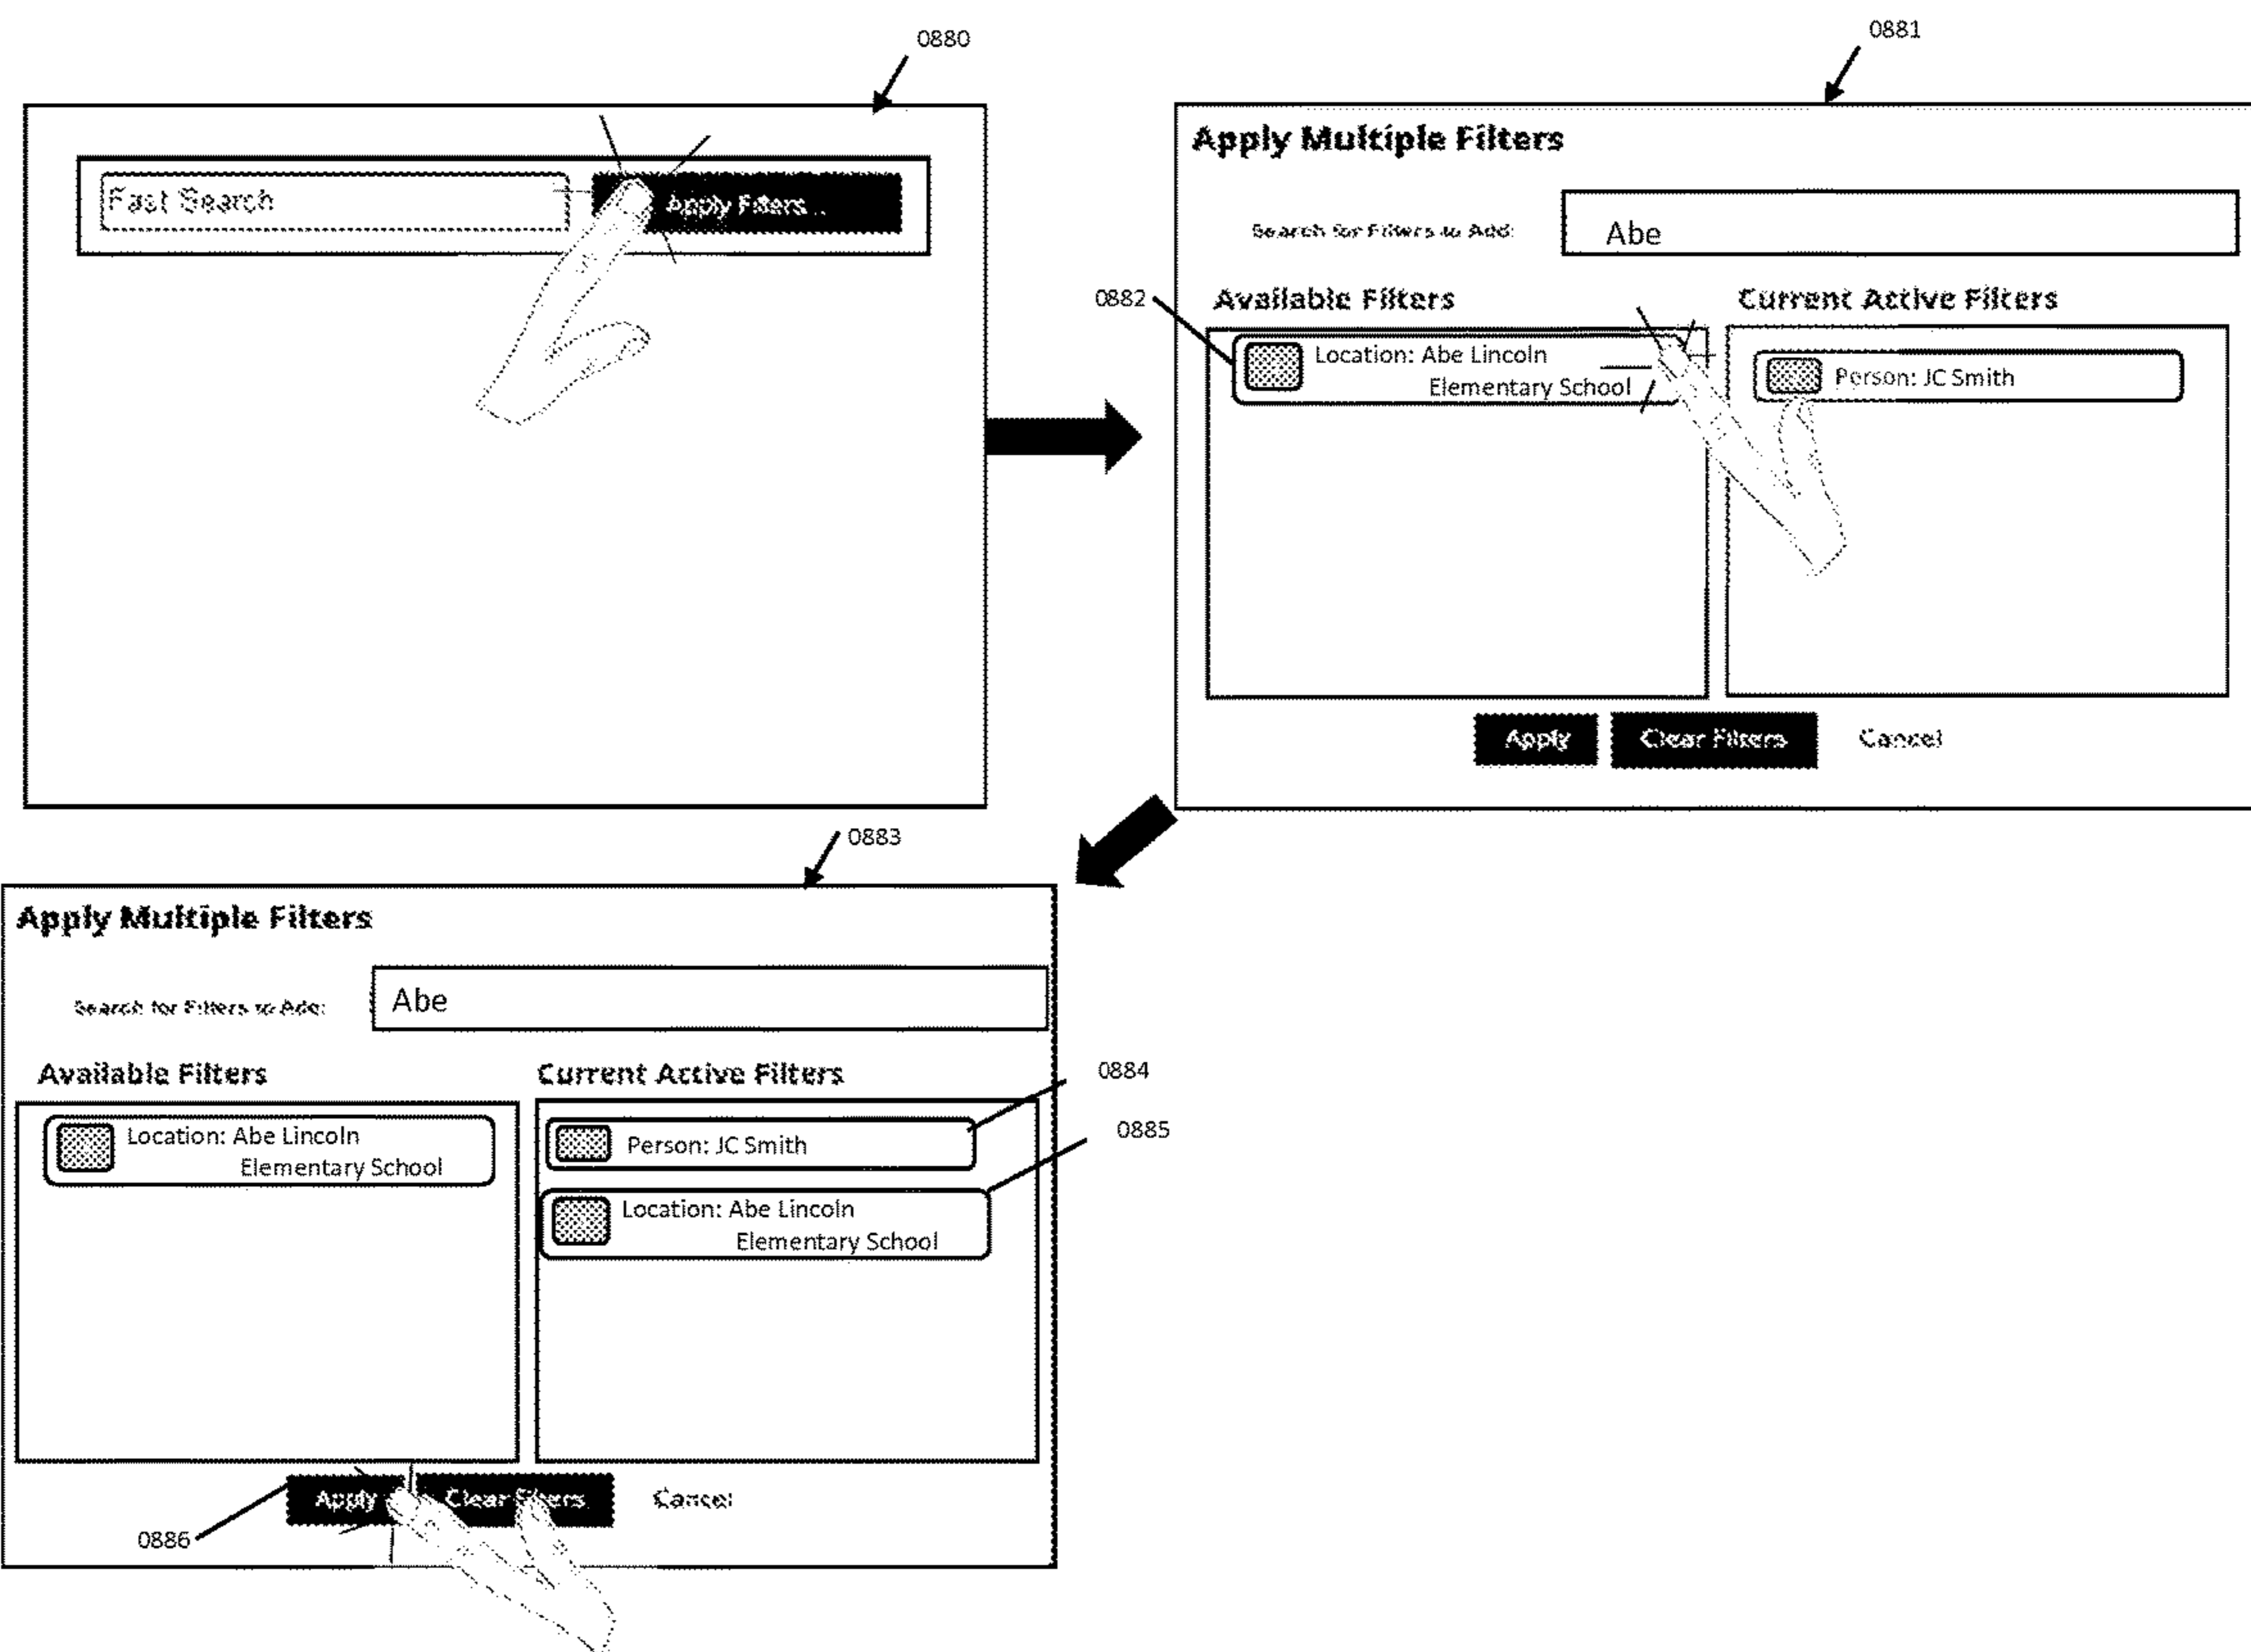 0880
Fast Search
Apply Filters...
0881
Apply Multiple Filters
Search for Filters to Add:
Abe
0882
Available Filters
Current Active Filters
Location: Abe Lincoln
Elementary School
Person: JC Smith
Apply
Clear Filters
Cancel
0883
Apply Multiple Filters
Search for Filters to Add:
Abe
Available Filters
Current Active Filters
0884
0885
Location: Abe Lincoln
Elementary School
Person: JC Smith
Location: Abe Lincoln
Elementary School
Apply
Clear Filters
Cancel
0886